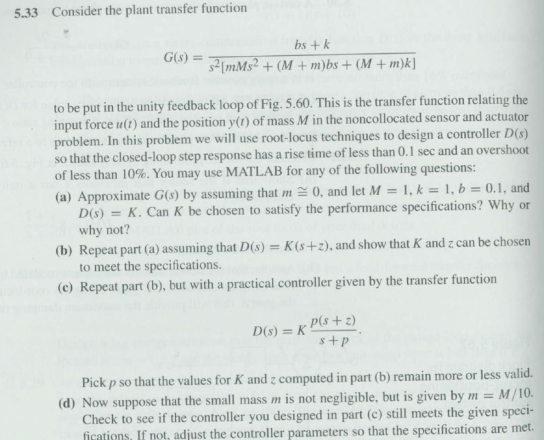 5.33 Consider the plant transfer function
G(s) = bs + k / s²[mMs² + (M + m)bs + (M + m)k]
to be put in the unity feedback loop of Fig. 5.60. This is the transfer function relating the
input force u(t) and the position y(t) of mass M in the noncollocated sensor and actuator
problem. In this problem we will use root-locus techniques to design a controller D(s)
so that the closed-loop step response has a rise time of less than 0.1 sec and an overshoot
of less than 10%. You may use MATLAB for any of the following questions:
(a) Approximate G(s) by assuming that m ≅ 0, and let M = 1, k = 1, b = 0.1, and
D(s) = K. Can K be chosen to satisfy the performance specifications? Why or
why not?
(b) Repeat part (a) assuming that D(s) = K(s+z), and show that K and z can be chosen
to meet the specifications.
(c) Repeat part (b), but with a practical controller given by the transfer function
D(s) = K p(s + z) / s + p.
Pick p so that the values for K and z computed in part (b) remain more or less valid.
(d) Now suppose that the small mass m is not negligible, but is given by m = M/10.
Check to see if the controller you designed in part (c) still meets the given speci-
fications. If not, adjust the controller parameters so that the specifications are met.